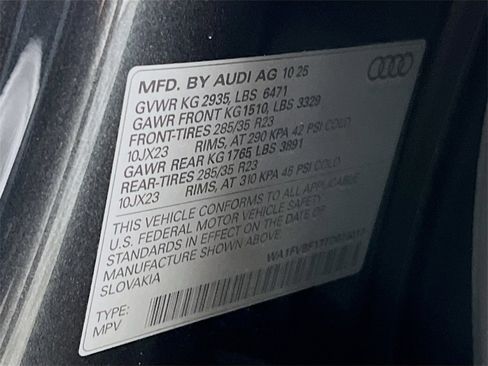 MFD. BY AUDI AG 10 25
GVWR KG 2935, LBS 6471
GAWR FRONT KG 1510, LBS 3329
FRONT-TIRES 285/35 R23
10JX23 RIMS, AT 290 KPA 42 PSI COLD
GAWR REAR KG 1765 LBS 3891
REAR-TIRES 285/35 R23
10JX23 RIMS, AT 310 KPA 45 PSI COLD
THIS VEHICLE CONFORMS TO ALL APPLICABLE
U.S. FEDERAL MOTOR VEHICLE SAFETY
STANDARDS IN EFFECT ON THE DATE OF
MANUFACTURE SHOWN ABOVE.
SLOVAKIA
TYPE:
MPV